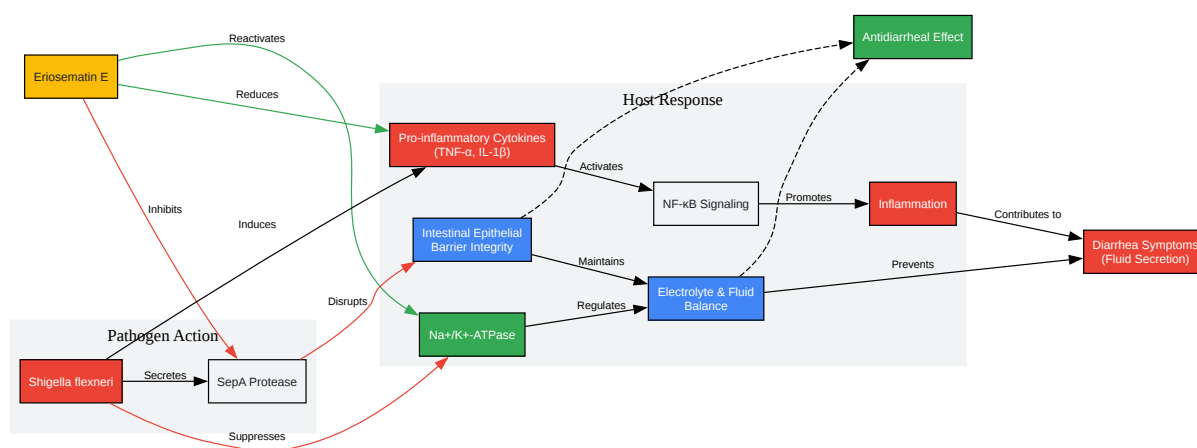 Antidiarrheal Effect
Reactivates
Eriosematin E
Reduces
Host Response
Pro-inflammatory Cytokines
(TNF-α, IL-1β)
Activates
NF-κB Signaling
Promotes
Inflammation
Inhibits
Induces
Contributes to
Intestinal Epithelial
Barrier Integrity
Diarrhea Symptoms
(Fluid Secretion)
Maintains
Prevents
Electrolyte & Fluid
Balance
Disrupts
Regulates
Pathogen Action
Na+/K+-ATPase
Shigella flexneri
Secretes
SepA Protease
Suppresses